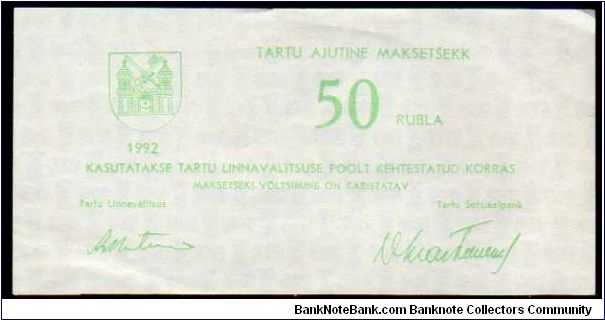 TARTU AJUTINE MAKSETŠEKK
50 RUBLA
1992
KASUTATAKSE TARTU LINNAVALITSUSE POOLT KEHTESTATUD KORRAS
MAKSETŠEKI VÕLTSIMINE ON KARISTATAV
Tartu Linnavalitsus
Tartu Sotsiaalpank
BankNoteBank.com Banknote Collectors Community